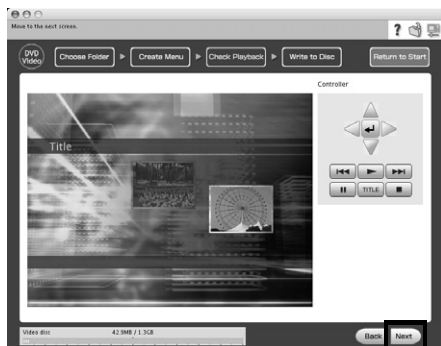 Move to the next screen.
DVD Video
Choose Folder
Create Menu
Check Playback
Write to Disc
Return to Start
Controller
Title
TITLE
Video disc 42.9MB / 1.3GB
Back
Next